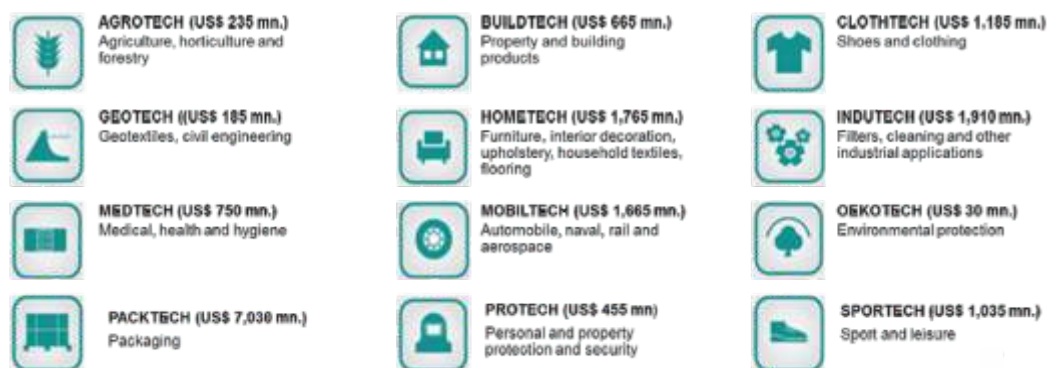 AGROTECH (US$ 235 mn.)
Agriculture, horticulture and
forestry
BUILDTECH (US$ 665 mn.)
Property and building
products
CLOTHTECH (US$ 1,185 mn.)
Shoes and clothing
GEOTECH ((US$ 185 mn.)
Geotextiles, civil engineering
HOMETECH (US$ 1,765 mn.)
Furniture, interior decoration,
upholstery, household textiles,
flooring
INDUTECH (US$ 1,910 mn.)
Filters, cleaning and other
industrial applications
MEDTECH (US$ 750 mn.)
Medical, health and hygiene
MOBILTECH (US$ 1,665 mn.)
Automobile, naval, rail and
aerospace
OEKOTECH (US$ 30 mn.)
Environmental protection
PACKTECH (US$ 7,030 mn.)
Packaging
PROTECH (US$ 455 mn)
Personal and property
protection and security
SPORTECH (US$ 1,035 mn.)
Sport and leisure